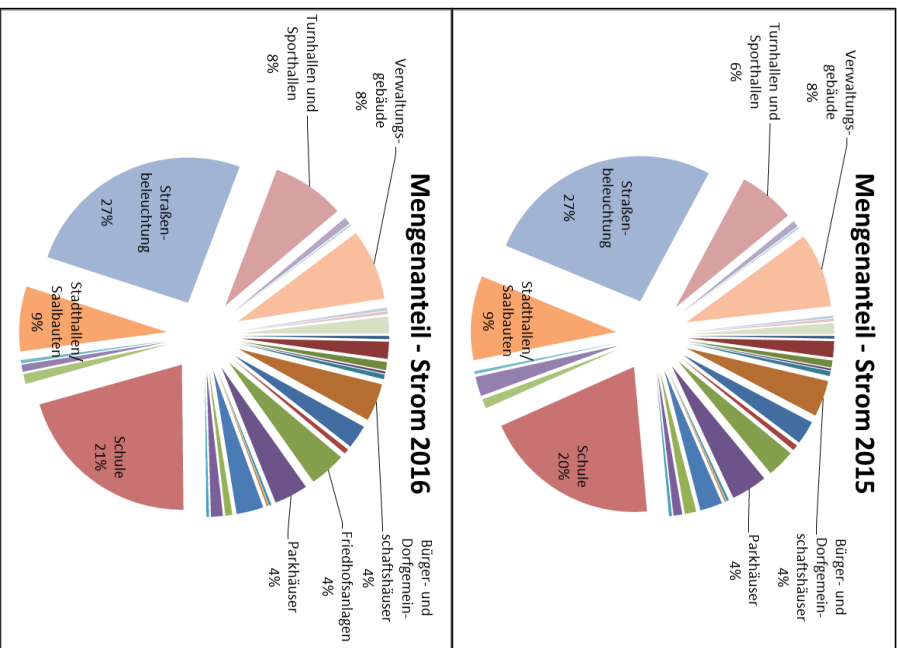 Mengenanteil - Strom 2015
Verwaltungs-
gebäude
8%
Turnhallen und
Sporthallen
6%
Straßen-
beleuchtung
27%
Stadthallen/
Saalbauten
9%
Schule
20%
Parkhäuser
4%
Bürger- und
Dorfgemein-
schaftshäuser
4%
Mengenanteil - Strom 2016
Verwaltungs-
gebäude
8%
Turnhallen und
Sporthallen
8%
Straßen-
beleuchtung
27%
Stadthallen/
Saalbauten
9%
Schule
21%
Parkhäuser
4%
Friedhofsanlagen
4%
Bürger- und
Dorfgemein-
schaftshäuser
4%